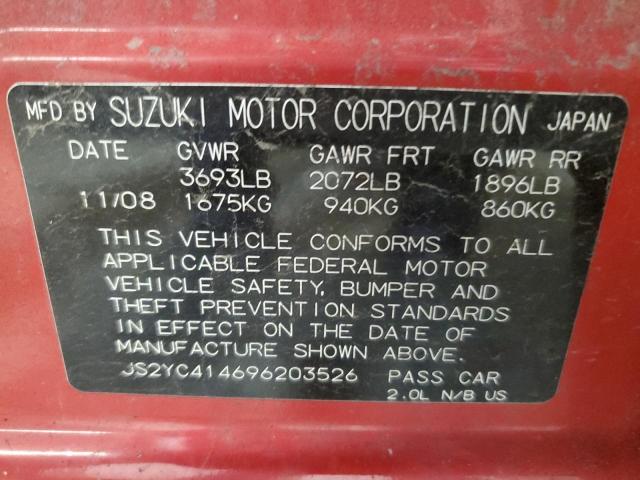 MFD BY SUZUKI MOTOR CORPORATION JAPAN
DATE GVWR GAWR FRT GAWR RR
3693LB 2072LB 1896LB
11/08 1675KG 940KG 860KG
THIS VEHICLE CONFORMS TO ALL
APPLICABLE FEDERAL MOTOR
VEHICLE SAFETY, BUMPER AND
THEFT PREVENTION STANDARDS
IN EFFECT ON THE DATE OF
MANUFACTURE SHOWN ABOVE.
JS2YC414696203526 PASS CAR
2.0L N/B US